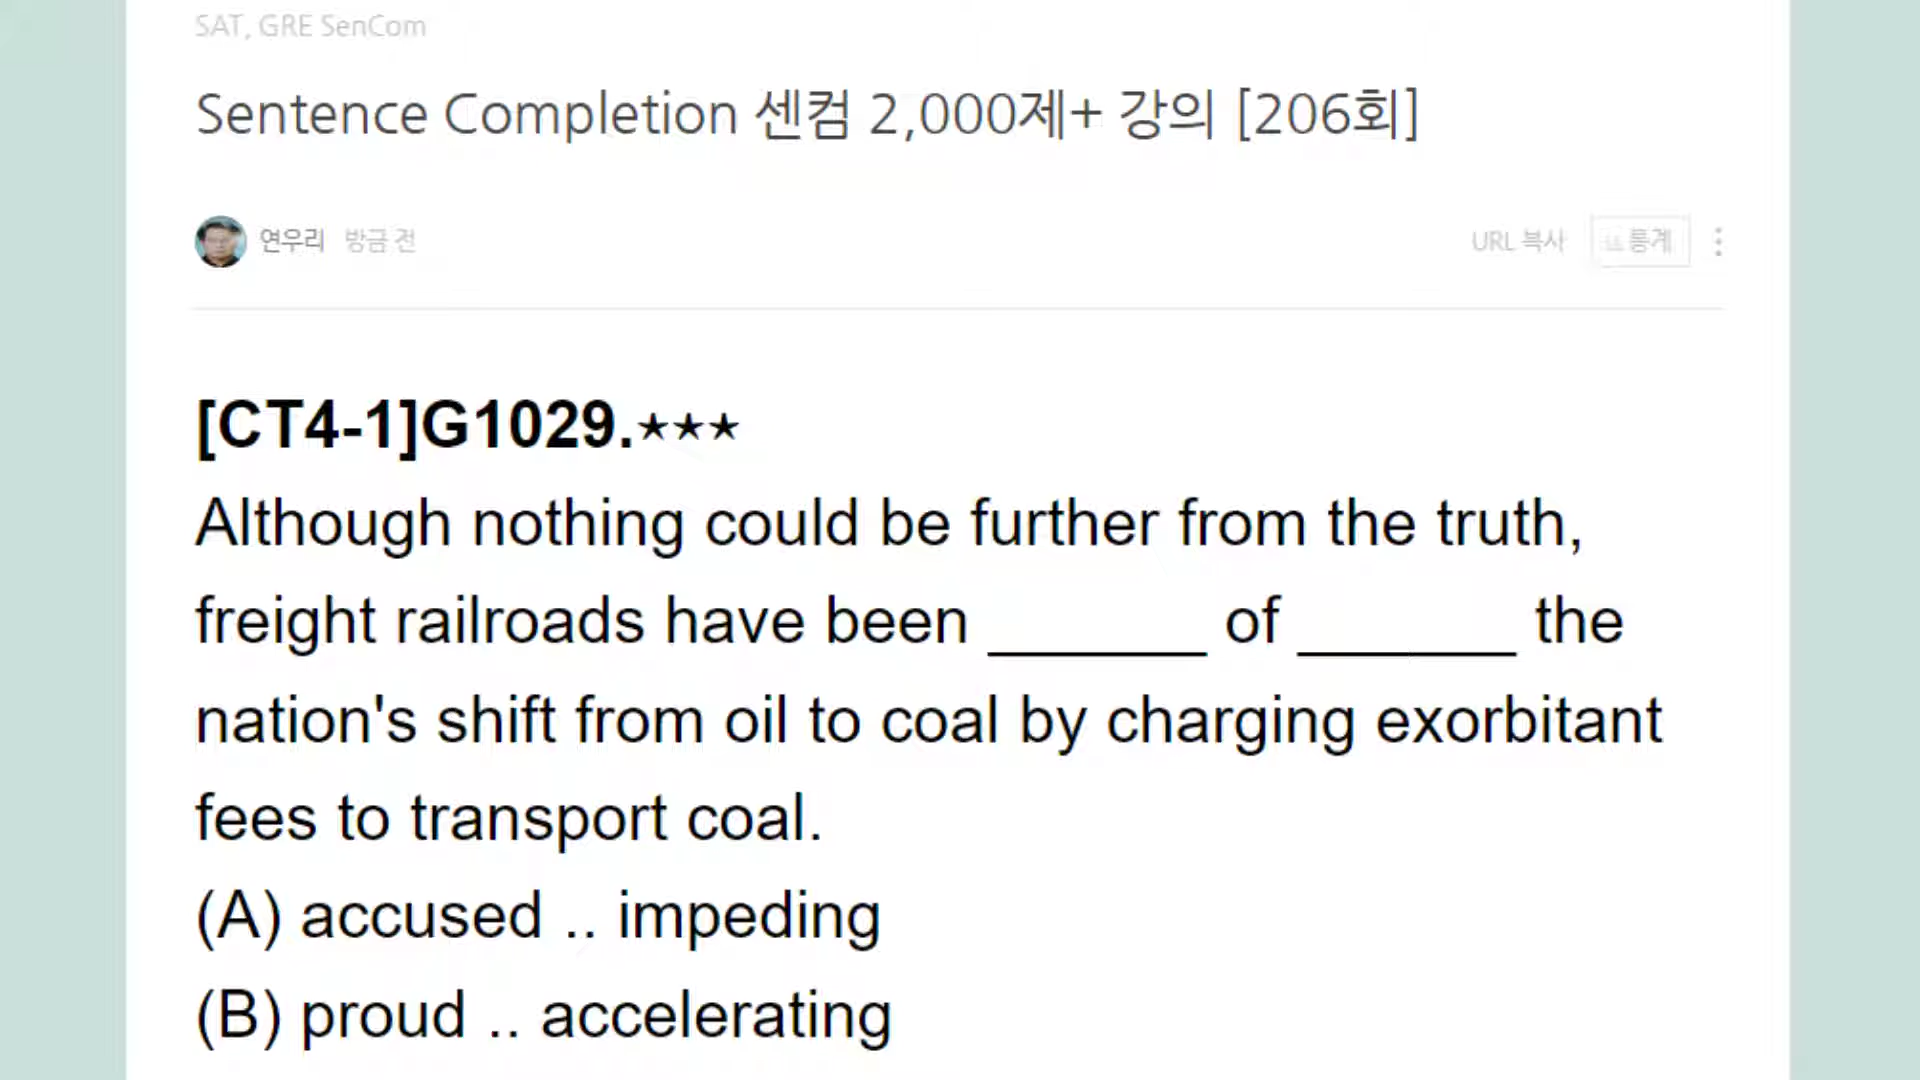 SAT, GRE SenCom
Sentence Completion 센컴 2,000제+ 강의 [206회]
연우리 방금 전
URL 복사 통계
[CT4-1]G1029.★★★
Although nothing could be further from the truth,
freight railroads have been _______ of _______ the
nation's shift from oil to coal by charging exorbitant
fees to transport coal.
(A) accused .. impeding
(B) proud .. accelerating